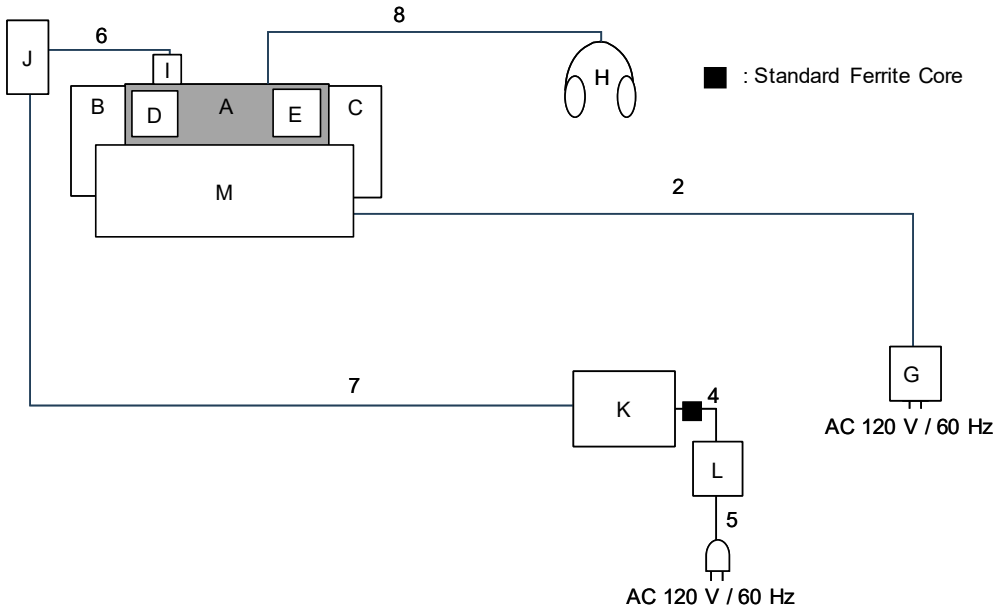 8
6
J
I
H
: Standard Ferrite Core
B
D
A
E
C
M
2
7
G
K
4
AC 120 V / 60 Hz
L
5
AC 120 V / 60 Hz